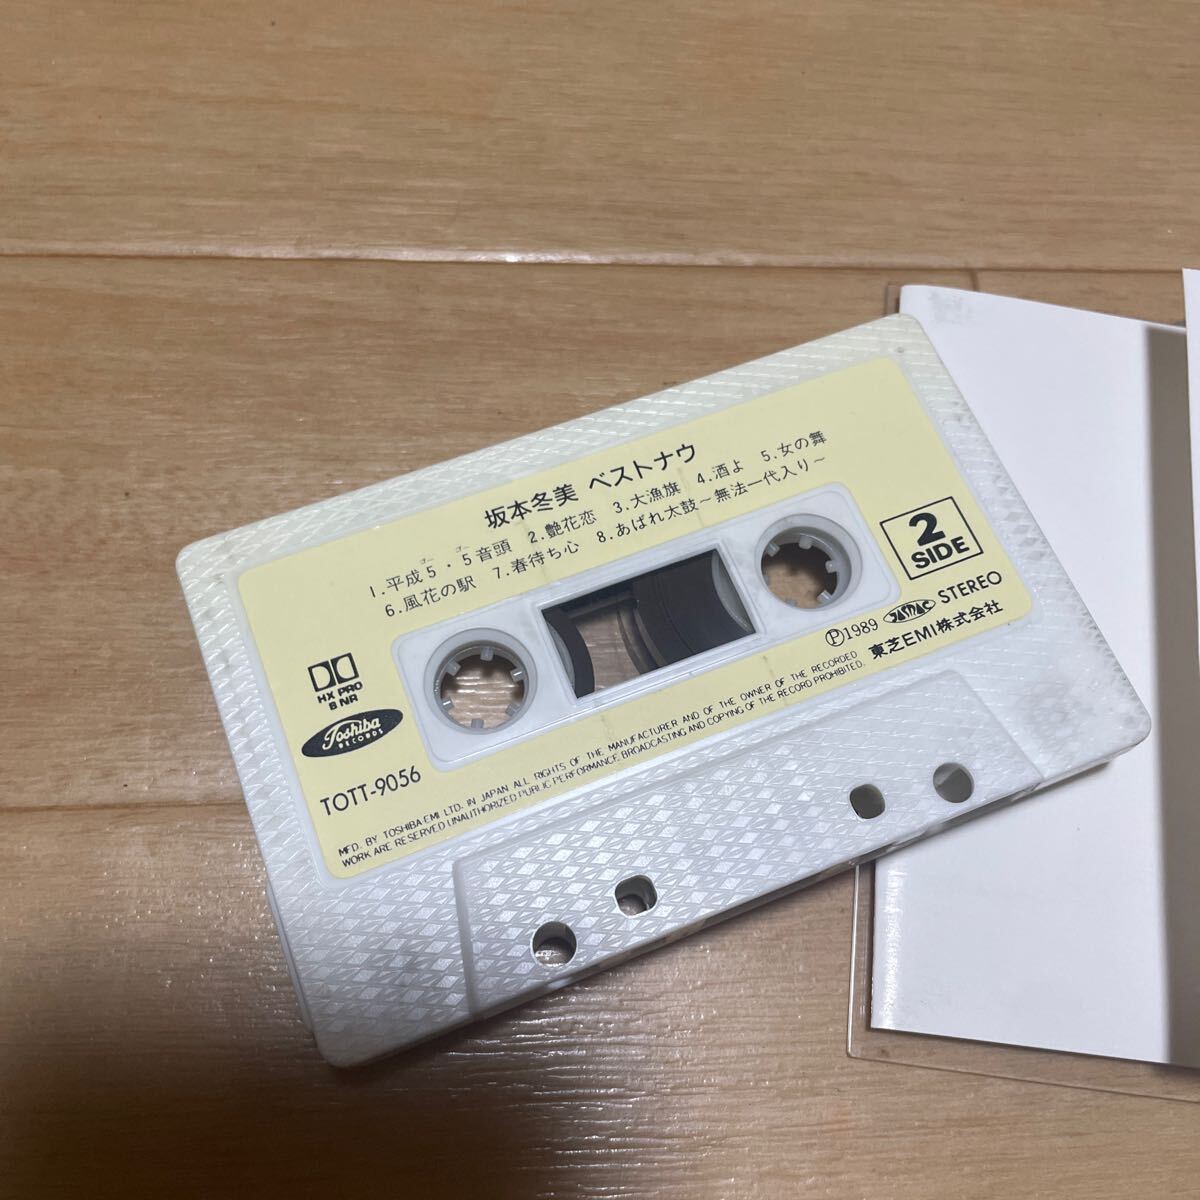 坂本冬美 ベストナウ
1.平成5・5音頭 2.艶花恋 3.大漁旗 4.酒よ 5.女の舞
ゴー ゴー
6.風花の駅 7.春待ち心 8.あばれ太鼓～無法一代入り～
2
SIDE
HX PRO
B NR
Toshiba
RECORDS
TOTT-9056
Ⓟ1989 JASRAC STEREO
東芝EMI株式会社
MFD. BY TOSHIBA-EMI LTD. IN JAPAN ALL RIGHTS OF THE MANUFACTURER AND OF THE OWNER OF THE RECORDED
WORK ARE RESERVED UNAUTHORIZED PUBLIC PERFORMANCE BROADCASTING AND COPYING OF THE RECORD PROHIBITED.